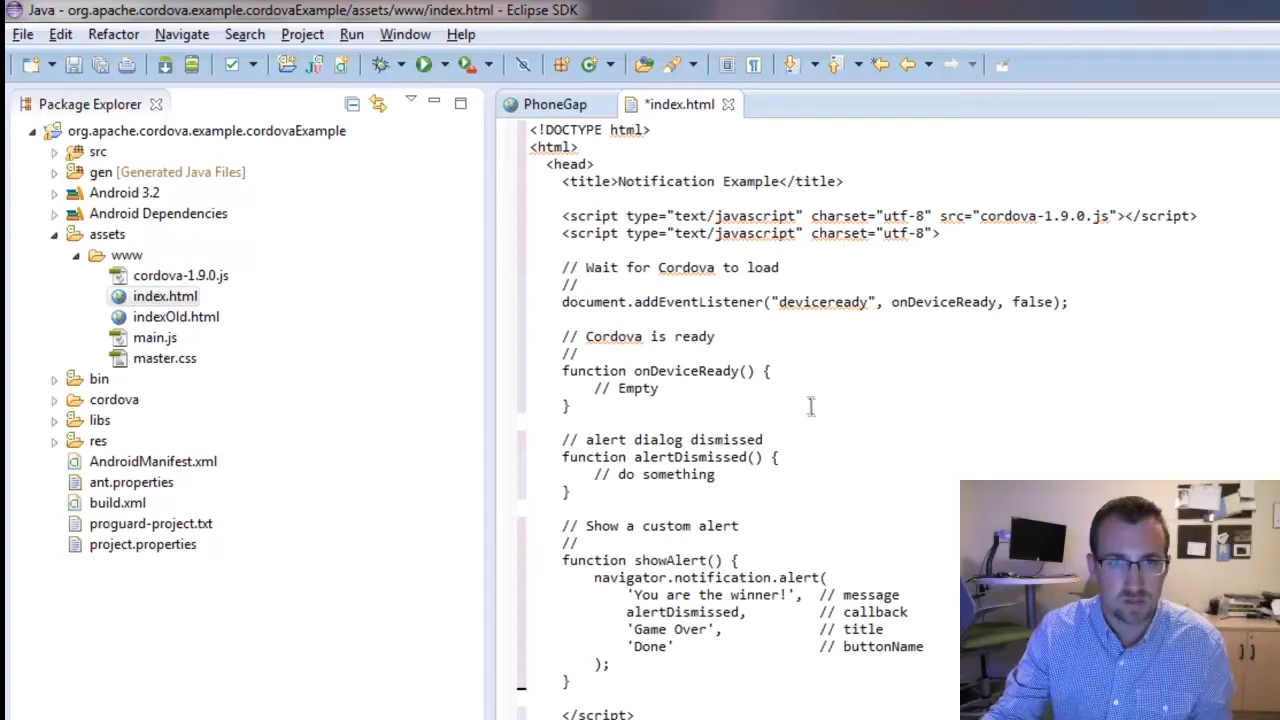 Java - org.apache.cordova.example.cordovaExample/assets/www/index.html - Eclipse SDK
File Edit Refactor Navigate Search Project Run Window Help
Package Explorer
org.apache.cordova.example.cordovaExample
src
gen [Generated Java Files]
Android 3.2
Android Dependencies
assets
www
cordova-1.9.0.js
index.html
indexOld.html
main.js
master.css
bin
cordova
libs
res
AndroidManifest.xml
ant.properties
build.xml
proguard-project.txt
project.properties
PhoneGap
*index.html
<!DOCTYPE html>
<html>
<head>
<title>Notification Example</title>
<script type="text/javascript" charset="utf-8" src="cordova-1.9.0.js"></script>
<script type="text/javascript" charset="utf-8">
// Wait for Cordova to load
//
document.addEventListener("deviceready", onDeviceReady, false);
// Cordova is ready
//
function onDeviceReady() {
// Empty
}
// alert dialog dismissed
function alertDismissed() {
// do something
}
// Show a custom alert
//
function showAlert() {
navigator.notification.alert(
'You are the winner!', // message
alertDismissed, // callback
'Game Over', // title
'Done' // buttonName
);
}
</script>